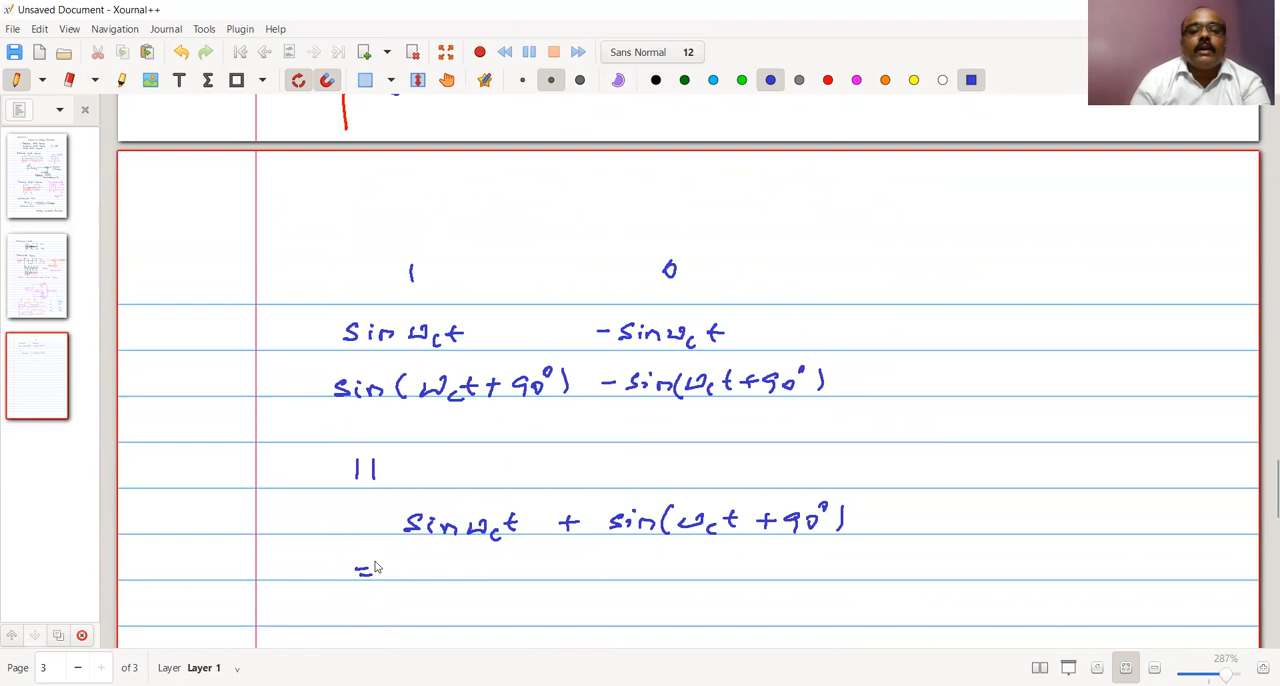 Unsaved Document - Xournal++
File Edit View Navigation Journal Tools Plugin Help
Sans Normal 12
1 0
sin ω_c t - sin ω_c t
sin(ω_c t + 90°) - sin(ω_c t + 90°)
11
sin ω_c t + sin(ω_c t + 90°)
=
Page 3 of 3 Layer Layer 1 287%